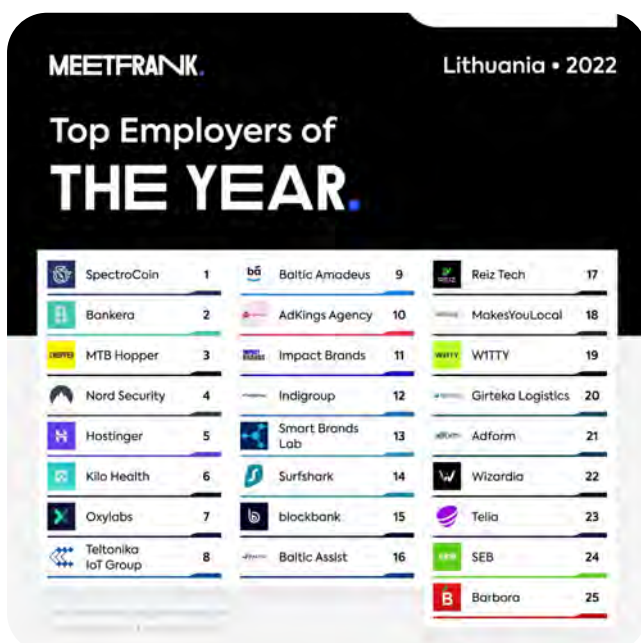 MEETFRANK.
Lithuania • 2022
Top Employers of
THE YEAR.
SpectroCoin 1
Bankera 2
MTB Hopper 3
Nord Security 4
Hostinger 5
Kilo Health 6
Oxylabs 7
Teltonika
IoT Group 8
bā Baltic Amadeus 9
AdKings Agency 10
Impact Brands 11
Indigroup 12
Smart Brands
Lab 13
Surfshark 14
blockbank 15
Baltic Assist 16
Reiz Tech 17
MakesYouLocal 18
W1TTY 19
Girteka Logistics 20
Adform 21
Wizardia 22
Telia 23
SEB 24
B Barbora 25